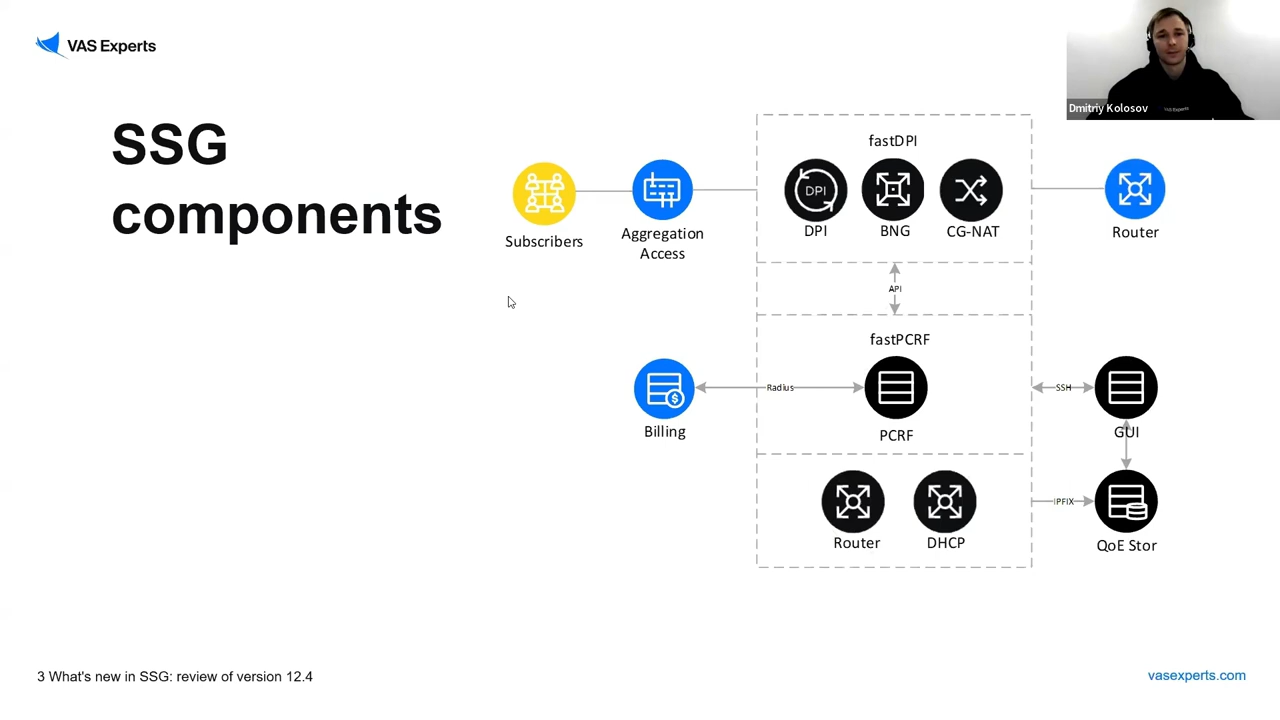 VAS Experts
Dmitriy Kolosov
VAS Experts
SSG
components
fastDPI
DPI
Subscribers
Aggregation
Access
DPI
BNG
CG-NAT
Router
API
fastPCRF
Billing
Radius
PCRF
SSH
GUI
Router
DHCP
IPFIX
QoE Stor
3 What's new in SSG: review of version 12.4
vasexperts.com